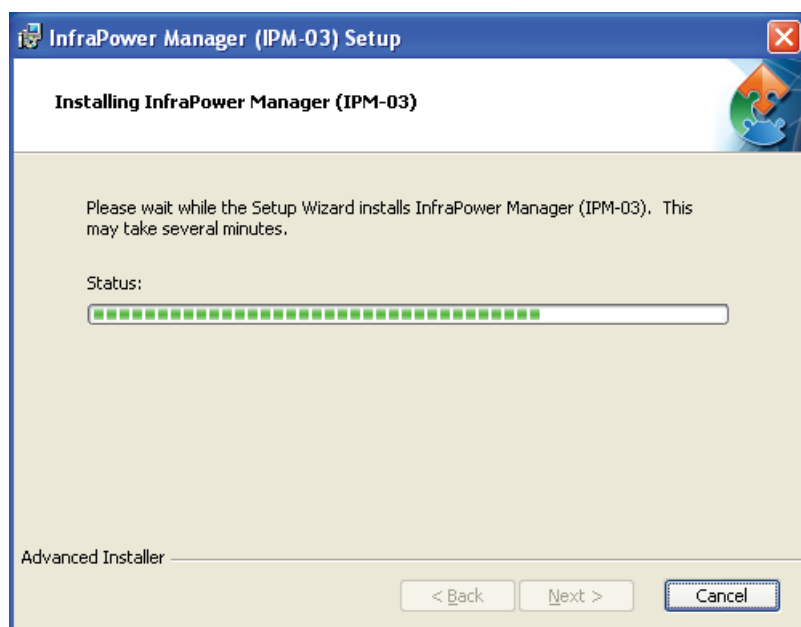 InfraPower Manager (IPM-03) Setup
Installing InfraPower Manager (IPM-03)
Please wait while the Setup Wizard installs InfraPower Manager (IPM-03). This
may take several minutes.
Status:
Advanced Installer
< Back
Next >
Cancel